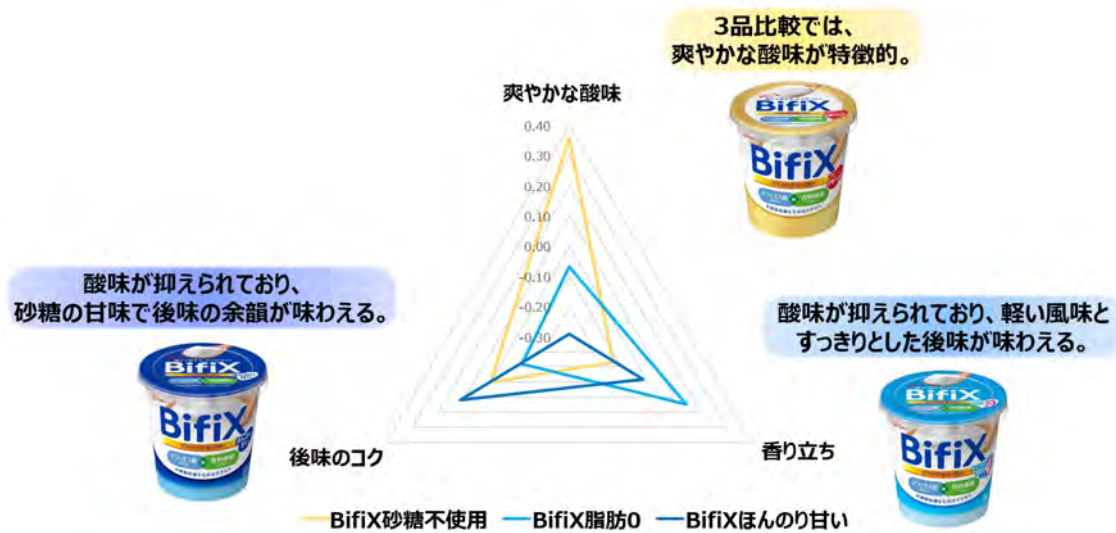 3品比較では、
爽やかな酸味が特徴的。
爽やかな酸味
0.40
0.30
0.20
0.10
0.00
-0.10
-0.20
-0.30
BifiX
BifiX
酸味が抑えられており、
砂糖の甘味で後味の余韻が味わえる。
酸味が抑えられており、軽い風味と
すっきりとした後味が味わえる。
BifiX
BifiX
BifiX
BifiX
後味のコク
香り立ち
BifiX砂糖不使用
BifiX脂肪0
BifiXほんのり甘い